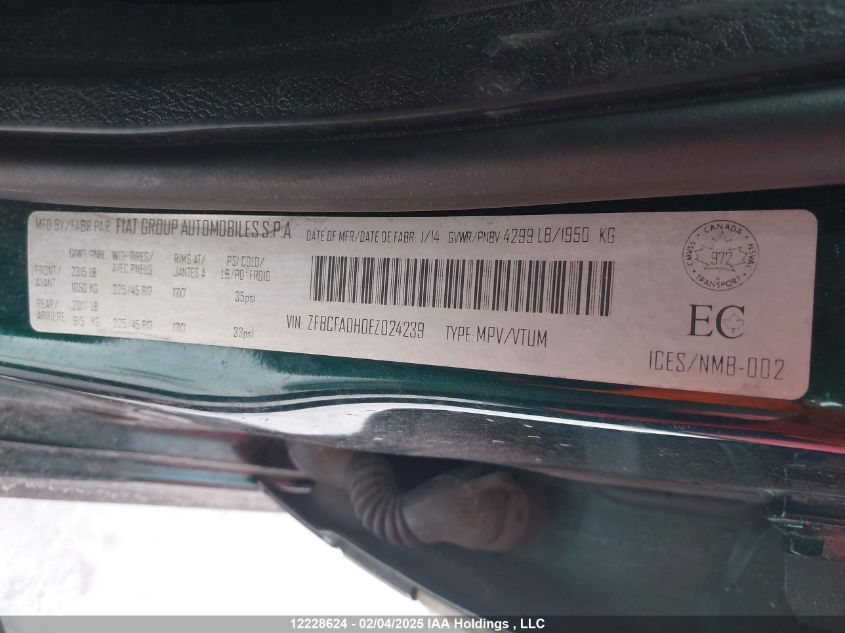 MFD BY/FABR PAR FIAT GROUP AUTOMOBILES S.P.A DATE OF MFR/DATE DE FABR: 1/14 GVWR/PNBV 4299 LB/1950 KG
GAWR/PNBE WITH TIRES/ RIMS AT/ PSI COLD/
AVEC PNEUS JANTES A LB/PO² FROID
FRONT/ 2315 LB
AVANT 1050 KG 225/45 R17 17X7 35psi
REAR/ 2017 LB
ARRIERE 915 KG 225/45 R17 17X7 33psi
VIN: ZFBCFADH0EZ024239 TYPE: MPV/VTUM
CANADA
CMVSS 972 NSVAC
TRANSPORT
EC
ICES/NMB-002
12228624 - 02/04/2025 IAA Holdings , LLC